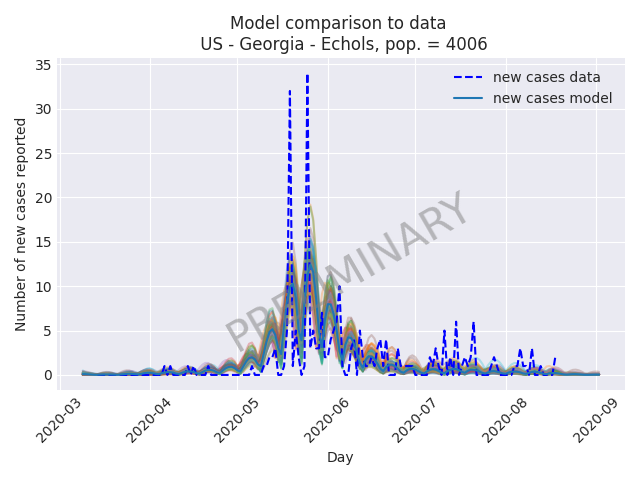 Model comparison to data
US - Georgia - Echols, pop. = 4006
35
30
25
20
15
10
5
0
Number of new cases reported
new cases data
new cases model
PRELIMINARY
2020-03
2020-04
2020-05
2020-06
2020-07
2020-08
2020-09
Day